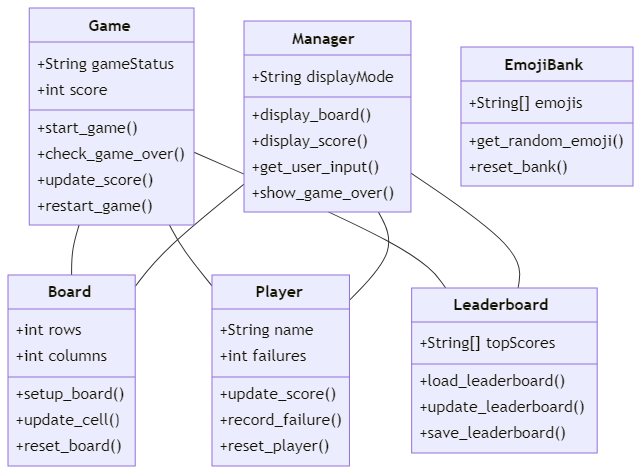 Game
+String gameStatus
+int score
+start_game()
+check_game_over()
+update_score()
+restart_game()
Manager
+String displayMode
+display_board()
+display_score()
+get_user_input()
+show_game_over()
EmojiBank
+String[] emojis
+get_random_emoji()
+reset_bank()
Board
+int rows
+int columns
+setup_board()
+update_cell()
+reset_board()
Player
+String name
+int failures
+update_score()
+record_failure()
+reset_player()
Leaderboard
+String[] topScores
+load_leaderboard()
+update_leaderboard()
+save_leaderboard()